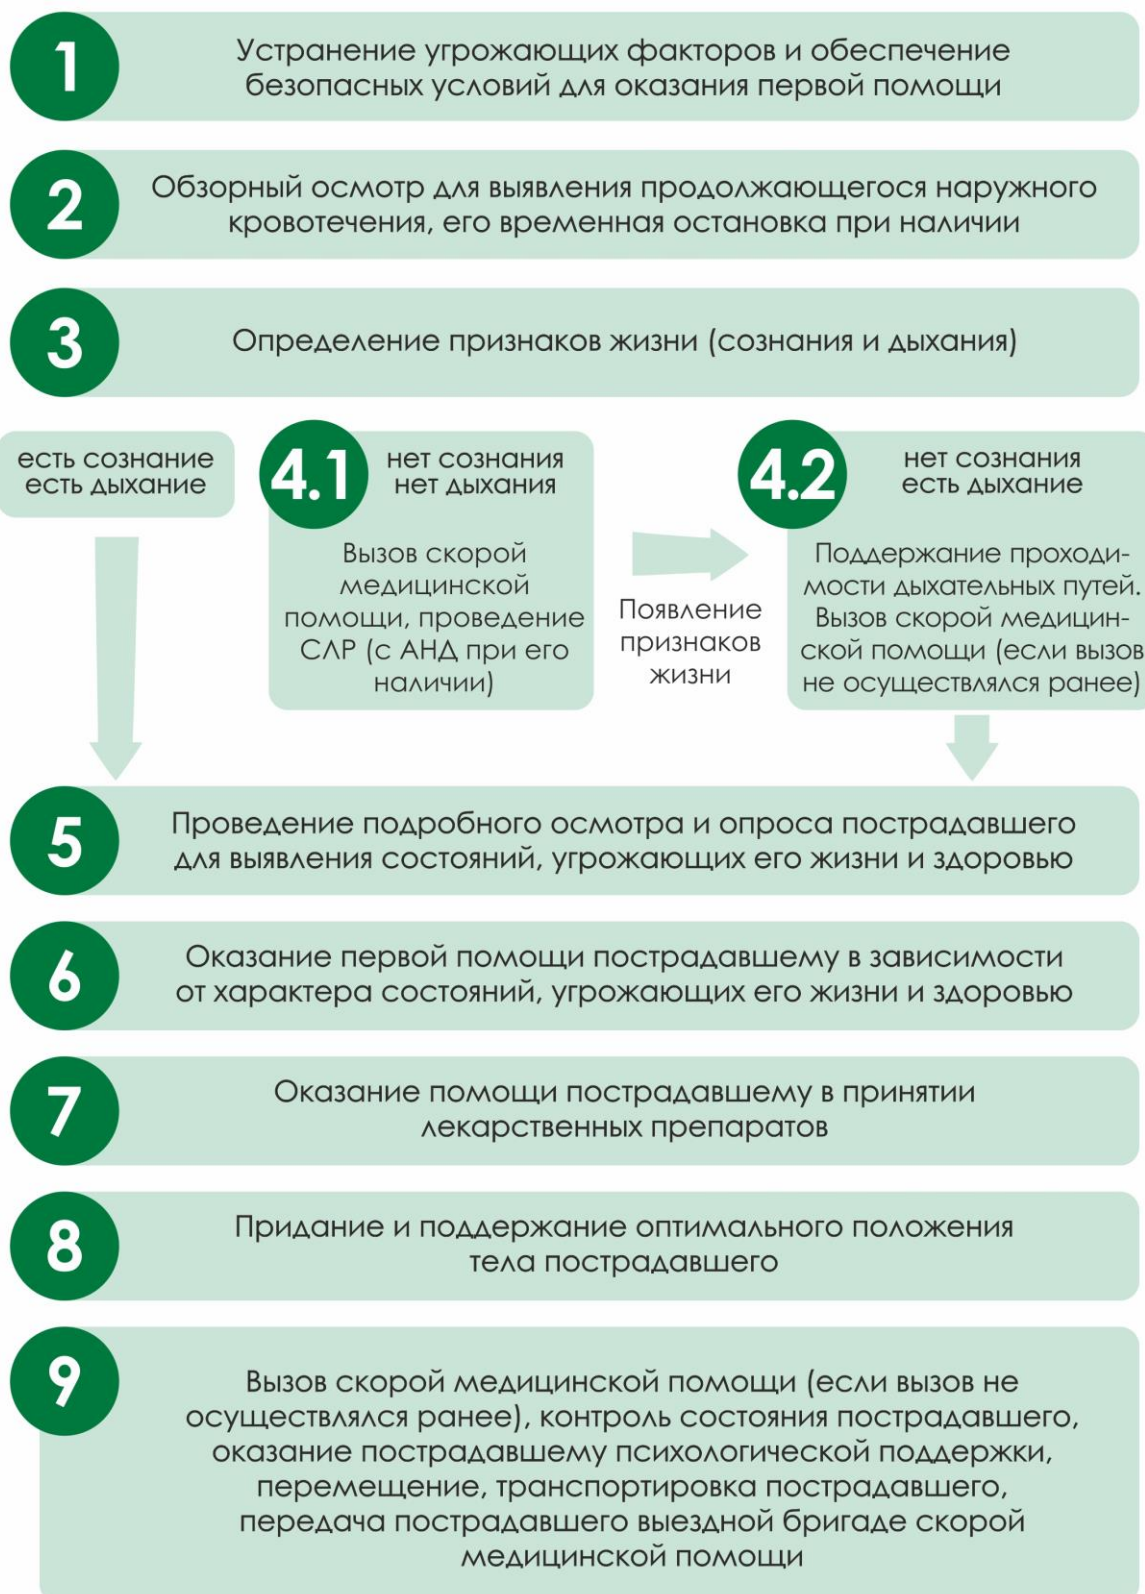 1
Устранение угрожающих факторов и обеспечение
безопасных условий для оказания первой помощи
2
Обзорный осмотр для выявления продолжающегося наружного
кровотечения, его временная остановка при наличии
3
Определение признаков жизни (сознания и дыхания)
есть сознание
есть дыхание
4.1
нет сознания
нет дыхания
Вызов скорой
медицинской
помощи, проведение
СЛР (с АНД при его
наличии)
Появление
признаков
жизни
4.2
нет сознания
есть дыхание
Поддержание проходи-
мости дыхательных путей.
Вызов скорой медицин-
ской помощи (если вызов
не осуществлялся ранее)
5
Проведение подробного осмотра и опроса пострадавшего
для выявления состояний, угрожающих его жизни и здоровью
6
Оказание первой помощи пострадавшему в зависимости
от характера состояний, угрожающих его жизни и здоровью
7
Оказание помощи пострадавшему в принятии
лекарственных препаратов
8
Придание и поддержание оптимального положения
тела пострадавшего
9
Вызов скорой медицинской помощи (если вызов не
осуществлялся ранее), контроль состояния пострадавшего,
оказание пострадавшему психологической поддержки,
перемещение, транспортировка пострадавшего,
передача пострадавшего выездной бригаде скорой
медицинской помощи